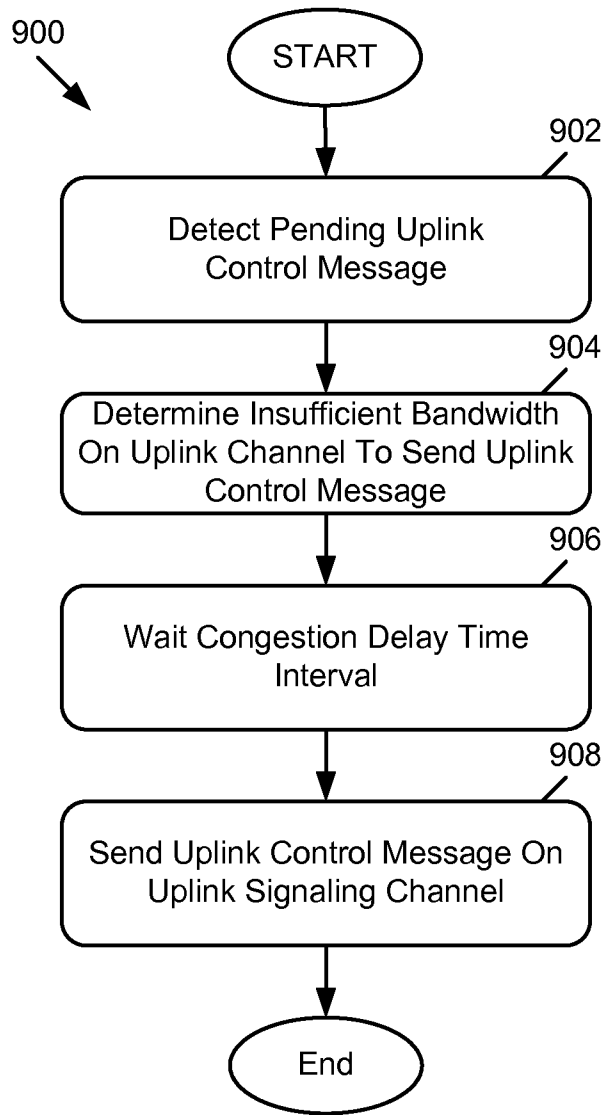 900
START
902
Detect Pending Uplink
Control Message
904
Determine Insufficient Bandwidth
On Uplink Channel To Send Uplink
Control Message
906
Wait Congestion Delay Time
Interval
908
Send Uplink Control Message On
Uplink Signaling Channel
End